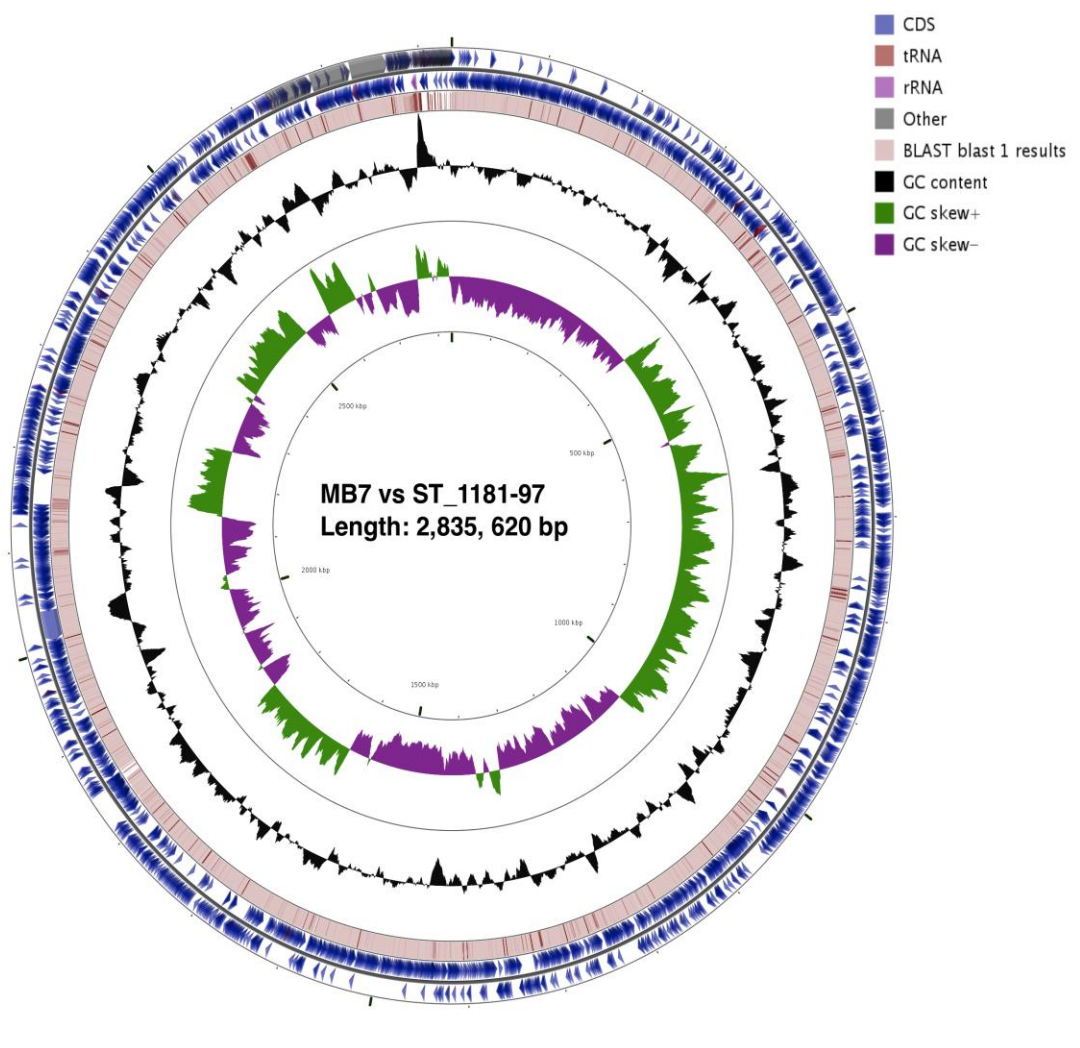 CDS
tRNA
rRNA
Other
BLAST blast 1 results
GC content
GC skew+
GC skew−
2500 kbp
500 kbp
MB7 vs ST_1181-97
Length: 2,835, 620 bp
2000 kbp
1000 kbp
1500 kbp